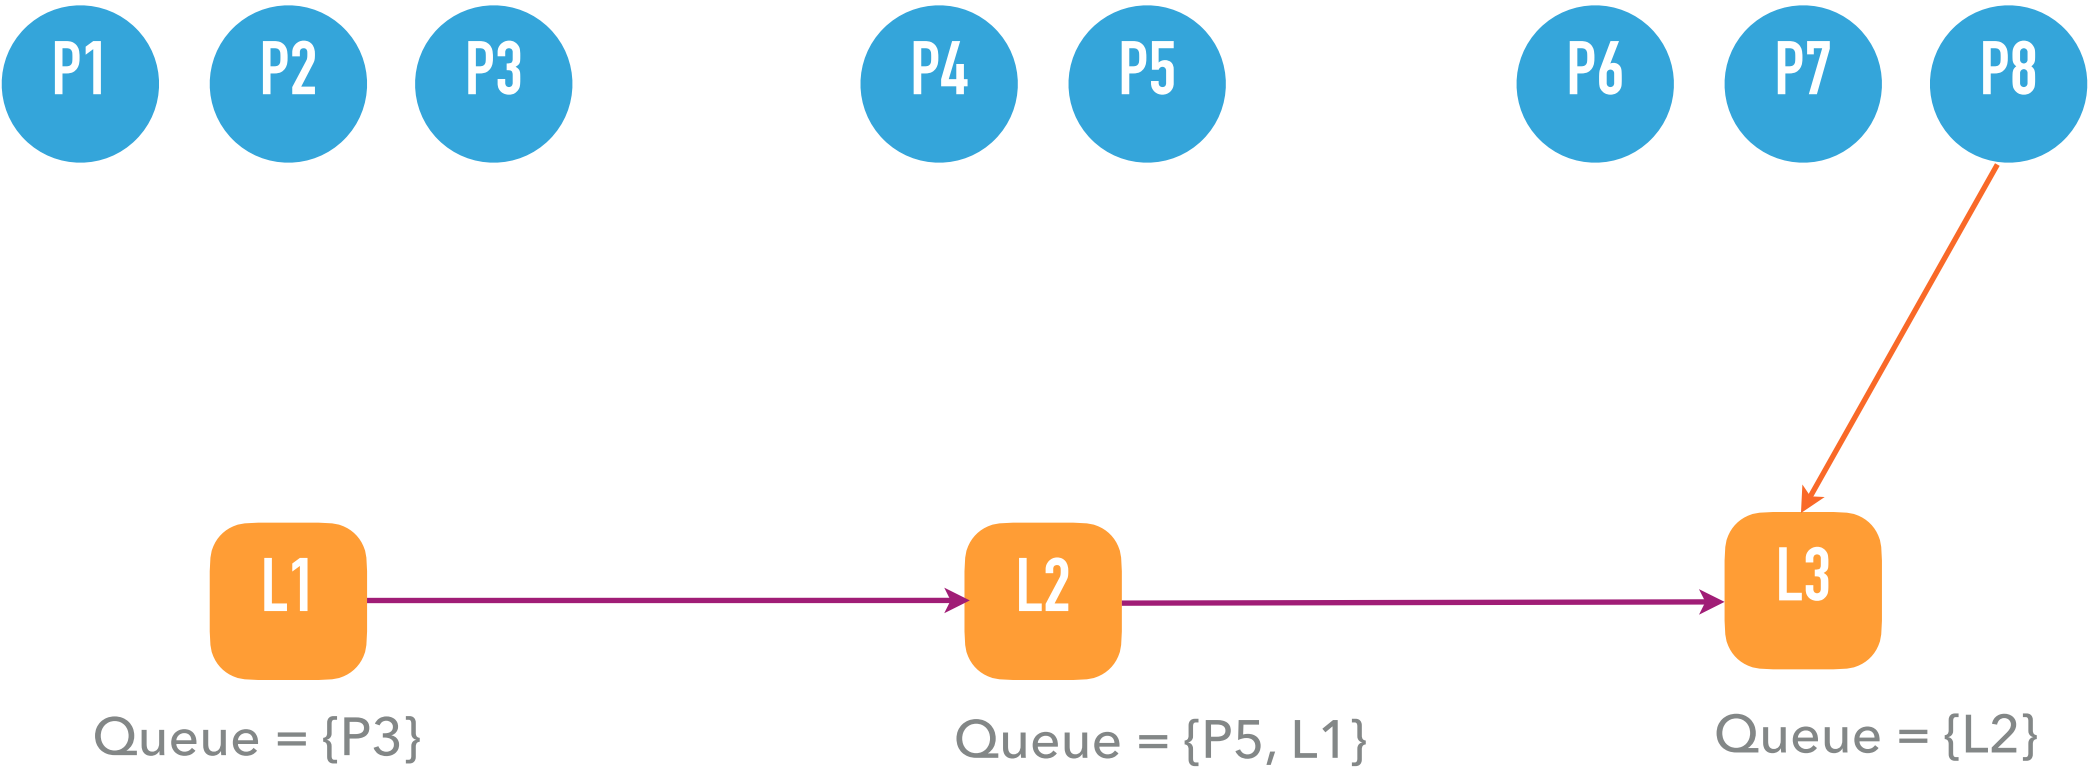 P1 P2 P3 P4 P5 P6 P7 P8
L1 L2 L3
Queue = {P3} Queue = {P5, L1} Queue = {L2}